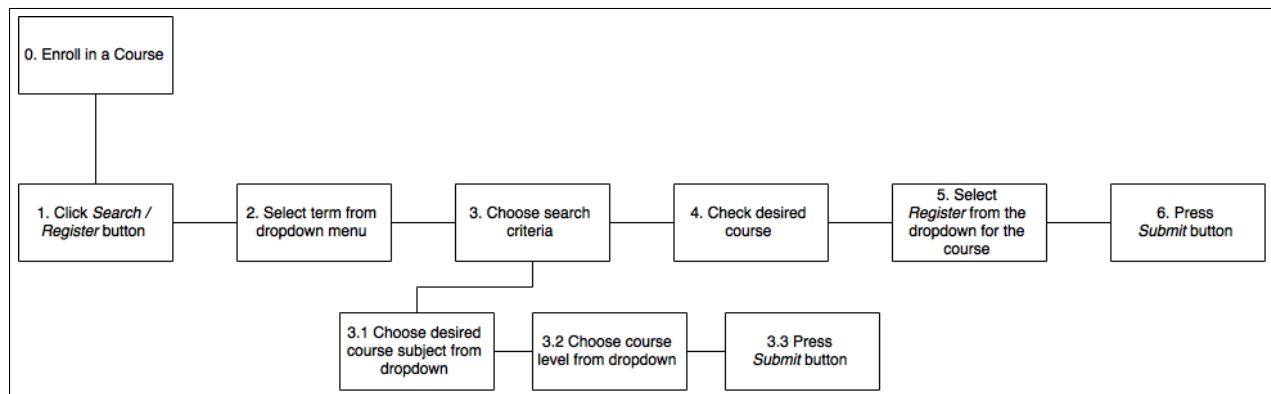 0. Enroll in a Course
1. Click Search /
Register button
2. Select term from
dropdown menu
3. Choose search
criteria
4. Check desired
course
5. Select
Register from the
dropdown for the
course
6. Press
Submit button
3.1 Choose desired
course subject from
dropdown
3.2 Choose course
level from dropdown
3.3 Press
Submit button